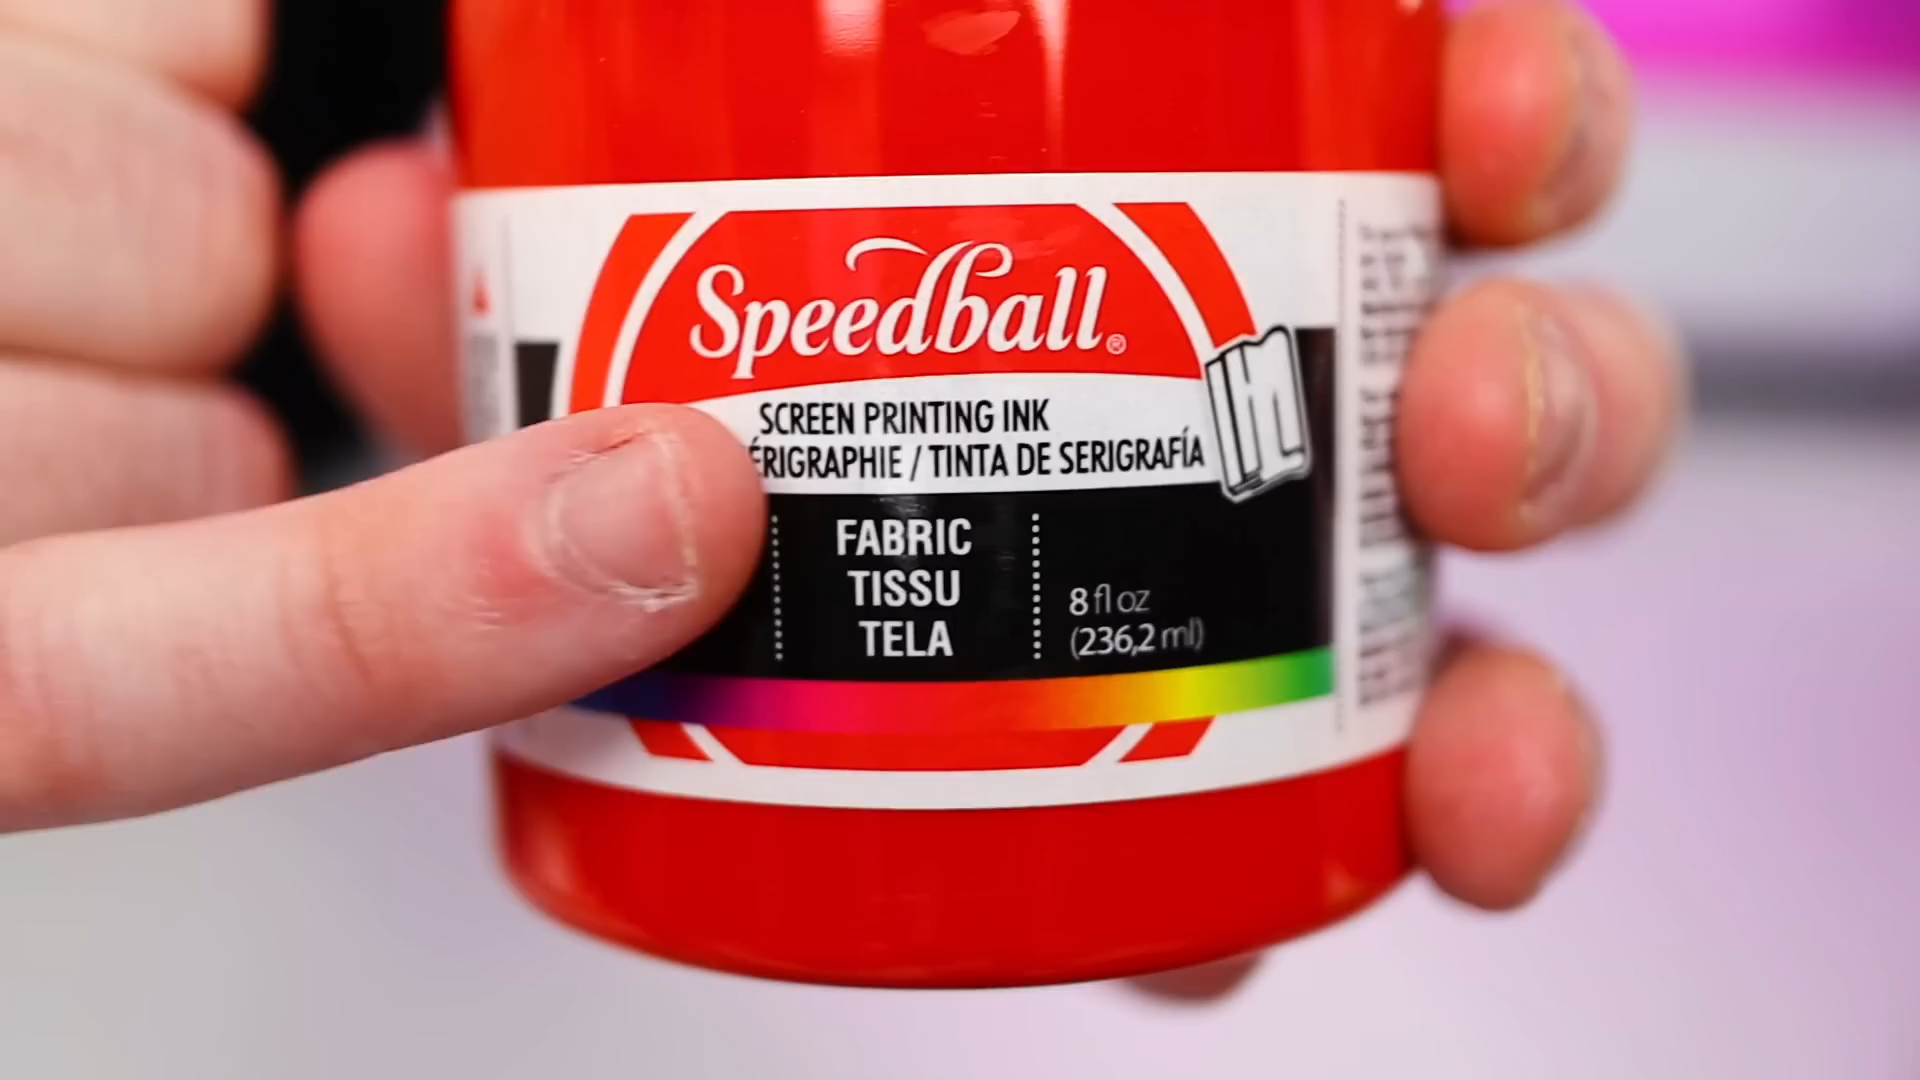 Speedball®
SCREEN PRINTING INK
ÉRIGRAPHIE / TINTA DE SERIGRAFÍA
FABRIC
TISSU
TELA
8 fl oz
(236,2 ml)